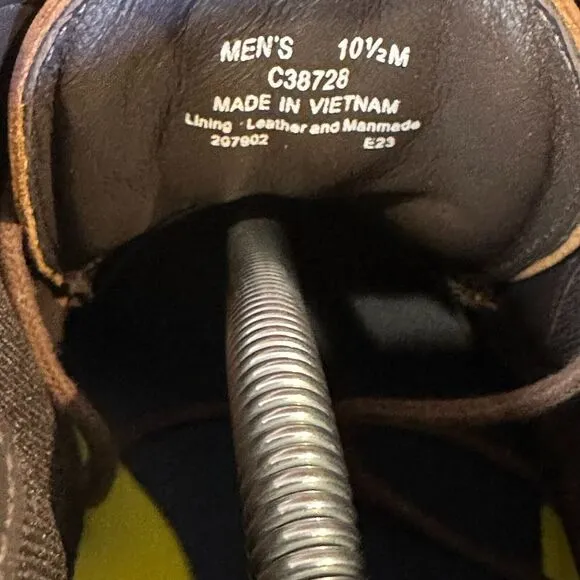 MEN'S 10½M
C38728
MADE IN VIETNAM
Lining · Leather and Manmade
207902 E23